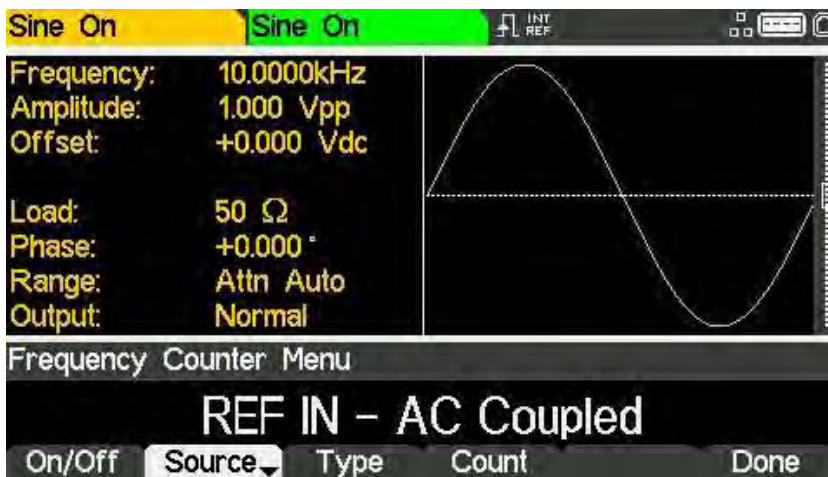 Sine On Sine On INT REF
Frequency: 10.0000kHz
Amplitude: 1.000 Vpp
Offset: +0.000 Vdc
Load: 50 Ω
Phase: +0.000 °
Range: Attn Auto
Output: Normal
Frequency Counter Menu
REF IN – AC Coupled
On/Off Source Type Count Done